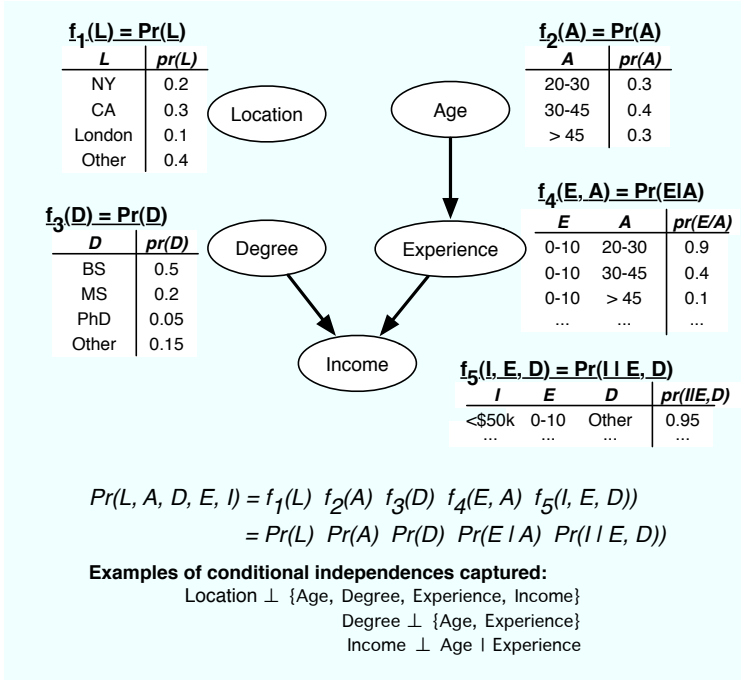 f1(L) = Pr(L)
L pr(L)
NY 0.2
CA 0.3
London 0.1
Other 0.4
Location
Age
f2(A) = Pr(A)
A pr(A)
20-30 0.3
30-45 0.4
> 45 0.3
f3(D) = Pr(D)
D pr(D)
BS 0.5
MS 0.2
PhD 0.05
Other 0.15
Degree
Experience
f4(E, A) = Pr(E|A)
E A pr(E/A)
0-10 20-30 0.9
0-10 30-45 0.4
0-10 > 45 0.1
... ... ...
Income
f5(I, E, D) = Pr(I | E, D)
I E D pr(I|E,D)
<$50k 0-10 Other 0.95
... ... ... ...
Pr(L, A, D, E, I) = f1(L) f2(A) f3(D) f4(E, A) f5(I, E, D))
= Pr(L) Pr(A) Pr(D) Pr(E | A) Pr(I | E, D))
Examples of conditional independences captured:
Location ⊥ {Age, Degree, Experience, Income}
Degree ⊥ {Age, Experience}
Income ⊥ Age | Experience